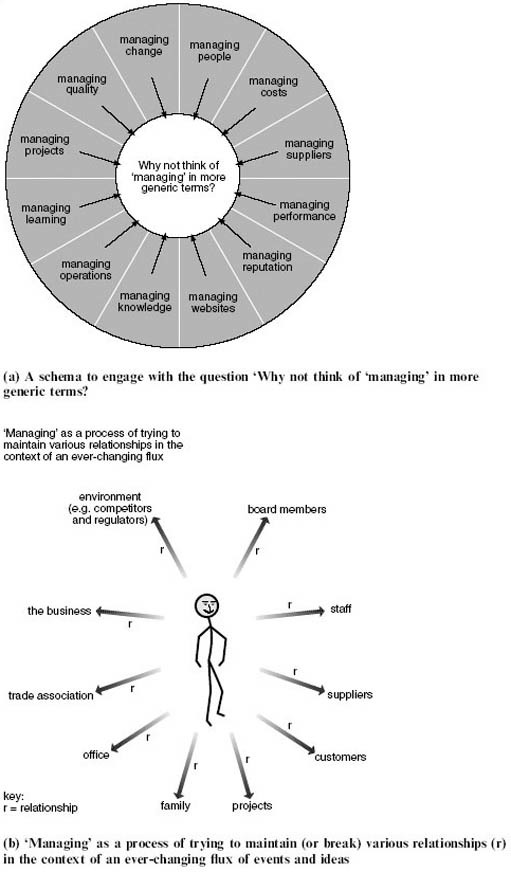 managing
change
managing
people
managing
quality
managing
costs
managing
projects
managing
suppliers
Why not think of
‘managing’ in more
generic terms?
managing
learning
managing
performance
managing
operations
managing
reputation
managing
knowledge
managing
websites
(a) A schema to engage with the question ‘Why not think of ‘managing’ in more
generic terms?
‘Managing’ as a process of trying to
maintain various relationships in the
context of an ever-changing flux
environment
(e.g. competitors
and regulators)
board members
r
r
the business
r
r
staff
trade association
r
r
suppliers
office
r
r
customers
r
r
family
projects
key:
r = relationship
(b) ‘Managing’ as a process of trying to maintain (or break) various relationships (r)
in the context of an ever-changing flux of events and ideas